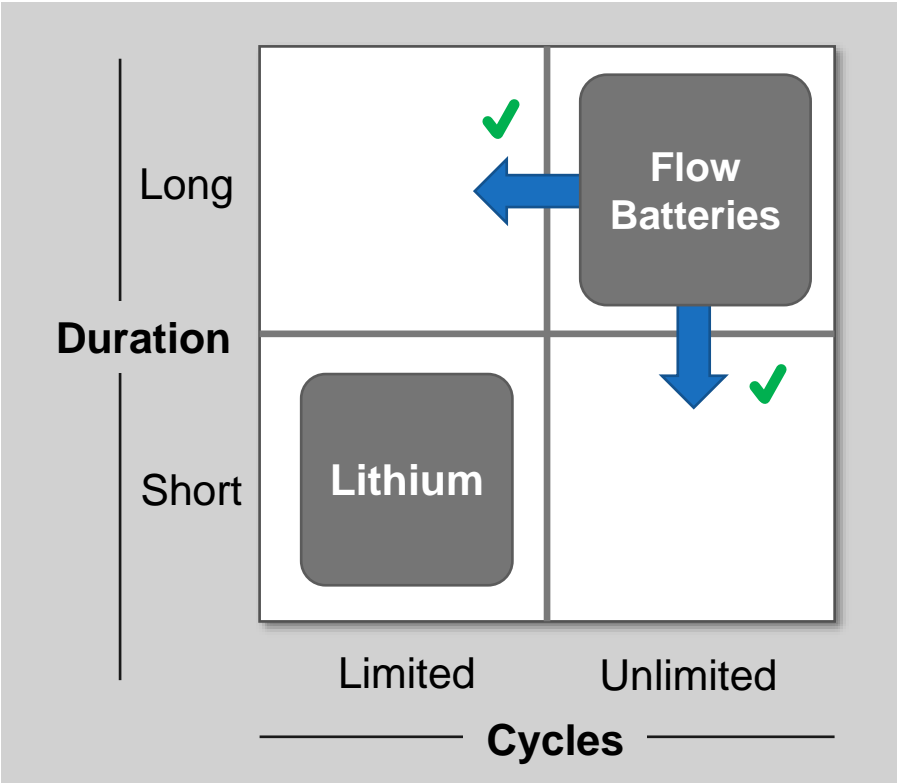 Long
Flow
Batteries
Duration
Short
Lithium
Limited
Unlimited
Cycles